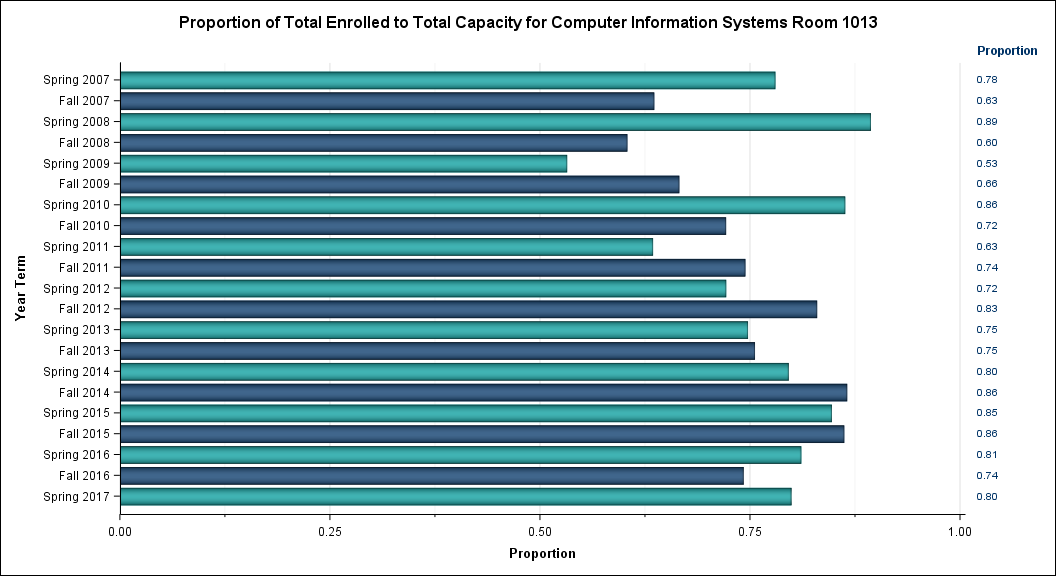 Proportion of Total Enrolled to Total Capacity for Computer Information Systems Room 1013
Proportion
Spring 2007 0.78
Fall 2007 0.63
Spring 2008 0.89
Fall 2008 0.60
Spring 2009 0.53
Fall 2009 0.66
Spring 2010 0.86
Fall 2010 0.72
Spring 2011 0.63
Fall 2011 0.74
Spring 2012 0.72
Fall 2012 0.83
Spring 2013 0.75
Fall 2013 0.75
Spring 2014 0.80
Fall 2014 0.86
Spring 2015 0.85
Fall 2015 0.86
Spring 2016 0.81
Fall 2016 0.74
Spring 2017 0.80
Year Term
0.00 0.25 0.50 0.75 1.00
Proportion